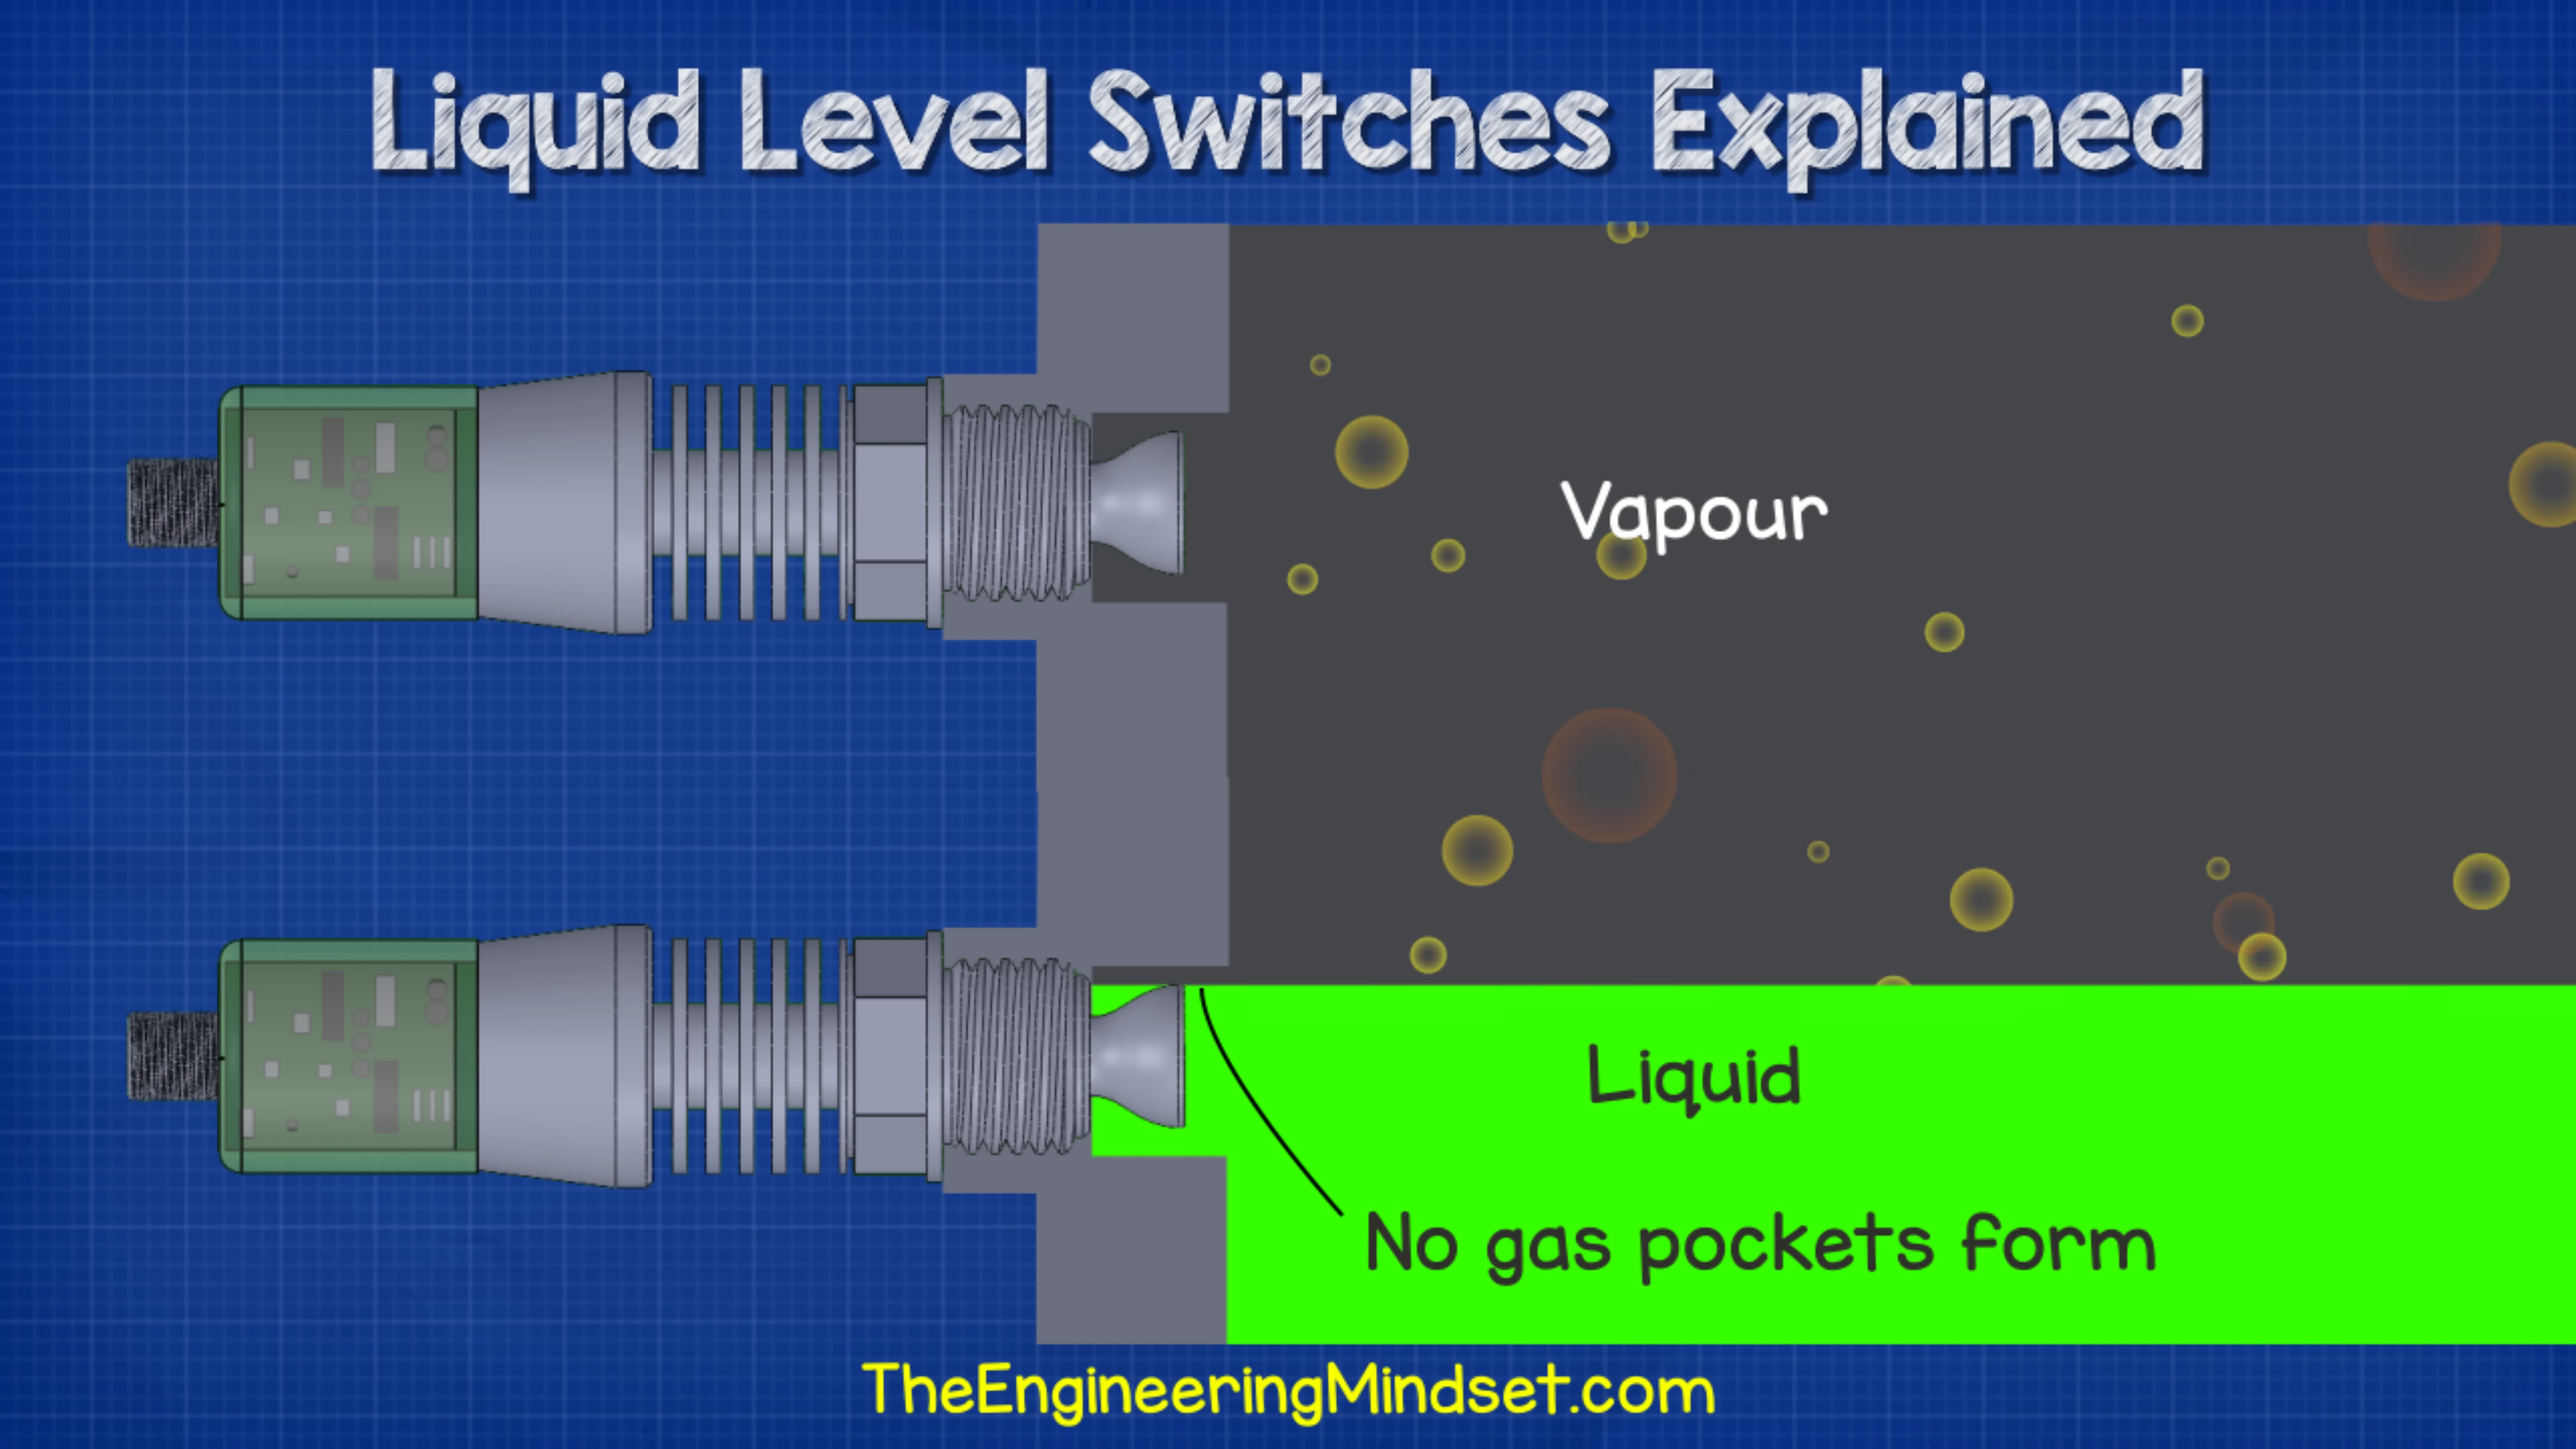 Liquid Level Switches Explained
Vapour
Liquid
No gas pockets form
TheEngineeringMindset.com